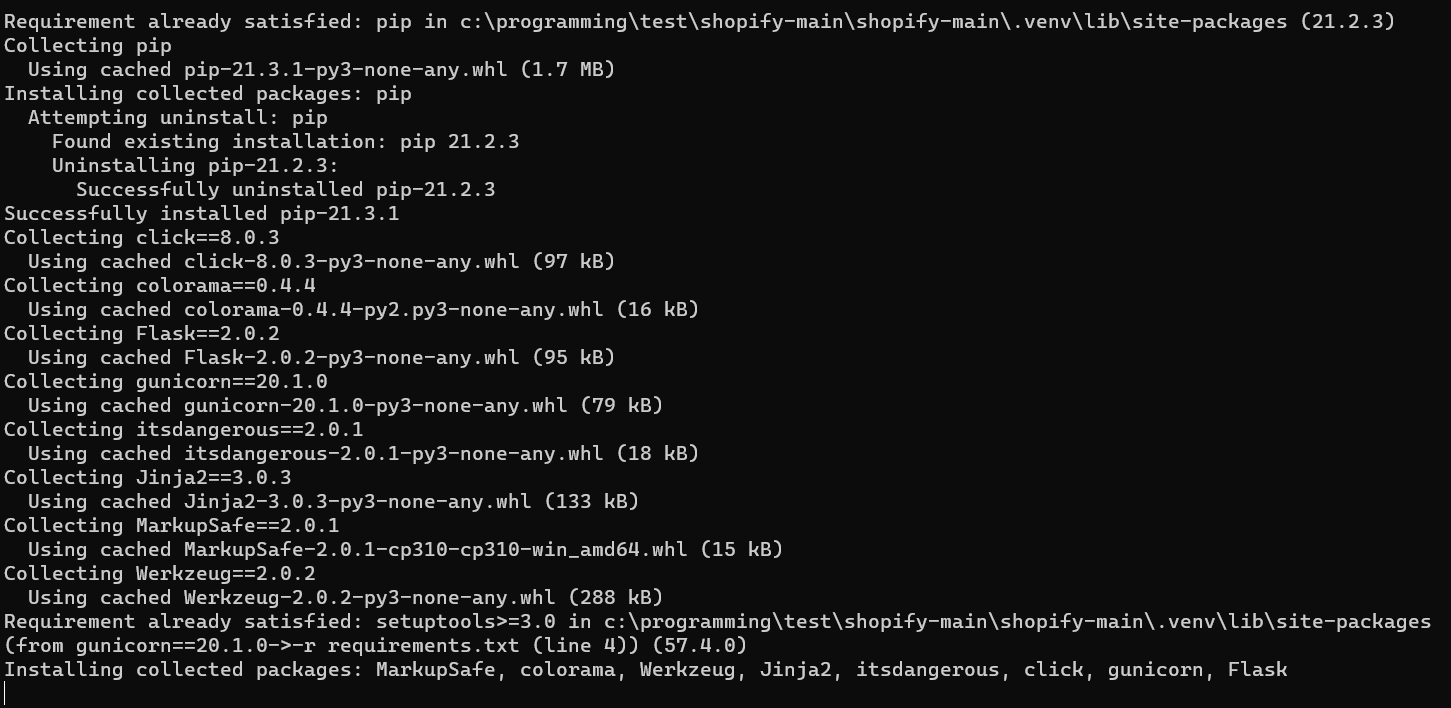 Requirement already satisfied: pip in c:\programming\test\shopify-main\shopify-main\.venv\lib\site-packages (21.2.3)
Collecting pip
  Using cached pip-21.3.1-py3-none-any.whl (1.7 MB)
Installing collected packages: pip
  Attempting uninstall: pip
    Found existing installation: pip 21.2.3
    Uninstalling pip-21.2.3:
      Successfully uninstalled pip-21.2.3
Successfully installed pip-21.3.1
Collecting click==8.0.3
  Using cached click-8.0.3-py3-none-any.whl (97 kB)
Collecting colorama==0.4.4
  Using cached colorama-0.4.4-py2.py3-none-any.whl (16 kB)
Collecting Flask==2.0.2
  Using cached Flask-2.0.2-py3-none-any.whl (95 kB)
Collecting gunicorn==20.1.0
  Using cached gunicorn-20.1.0-py3-none-any.whl (79 kB)
Collecting itsdangerous==2.0.1
  Using cached itsdangerous-2.0.1-py3-none-any.whl (18 kB)
Collecting Jinja2==3.0.3
  Using cached Jinja2-3.0.3-py3-none-any.whl (133 kB)
Collecting MarkupSafe==2.0.1
  Using cached MarkupSafe-2.0.1-cp310-cp310-win_amd64.whl (15 kB)
Collecting Werkzeug==2.0.2
  Using cached Werkzeug-2.0.2-py3-none-any.whl (288 kB)
Requirement already satisfied: setuptools>=3.0 in c:\programming\test\shopify-main\shopify-main\.venv\lib\site-packages
(from gunicorn==20.1.0->-r requirements.txt (line 4)) (57.4.0)
Installing collected packages: MarkupSafe, colorama, Werkzeug, Jinja2, itsdangerous, click, gunicorn, Flask